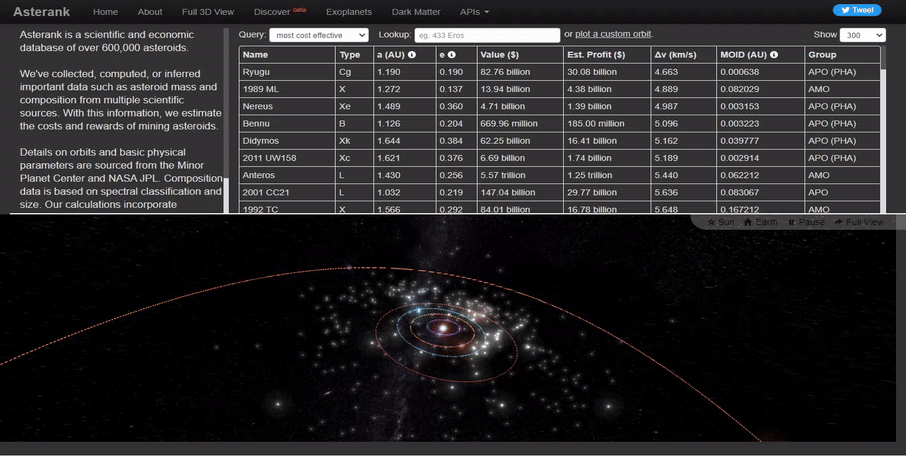 Asterank Home About Full 3D View Discover beta Exoplanets Dark Matter APIs Tweet
Asterank is a scientific and economic
database of over 600,000 asteroids.
We've collected, computed, or inferred
important data such as asteroid mass and
composition from multiple scientific
sources. With this information, we estimate
the costs and rewards of mining asteroids.
Details on orbits and basic physical
parameters are sourced from the Minor
Planet Center and NASA JPL. Composition
data is based on spectral classification and
size. Our calculations incorporate
Query: most cost effective Lookup: eg. 433 Eros or plot a custom orbit. Show 300
Name Type a (AU) e Value ($) Est. Profit ($) Δv (km/s) MOID (AU) Group
Ryugu Cg 1.190 0.190 82.76 billion 30.08 billion 4.663 0.000638 APO (PHA)
1989 ML X 1.272 0.137 13.94 billion 4.38 billion 4.889 0.082029 AMO
Nereus Xe 1.489 0.360 4.71 billion 1.39 billion 4.987 0.003153 APO (PHA)
Bennu B 1.126 0.204 669.96 million 185.00 million 5.096 0.003223 APO (PHA)
Didymos Xk 1.644 0.384 62.25 billion 16.41 billion 5.162 0.039777 APO (PHA)
2011 UW158 Xc 1.621 0.376 6.69 billion 1.74 billion 5.189 0.002914 APO (PHA)
Anteros L 1.430 0.256 5.57 trillion 1.25 trillion 5.440 0.062212 AMO
2001 CC21 L 1.032 0.219 147.04 billion 29.77 billion 5.636 0.083067 APO
1992 TC X 1.566 0.292 84.01 billion 16.78 billion 5.648 0.167212 AMO
Sun Earth Pause Full View